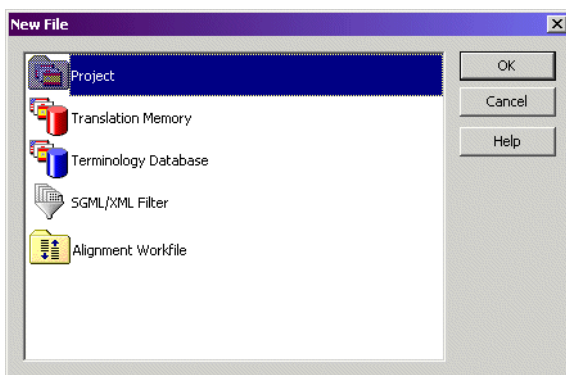 New File
Project
Translation Memory
Terminology Database
SGML/XML Filter
Alignment Workfile
OK
Cancel
Help